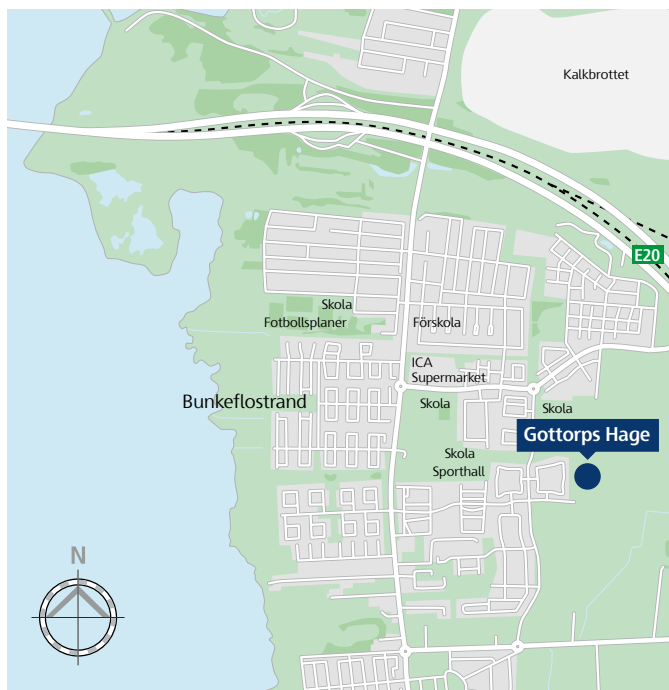 Kalkbrottet
E20
Skola
Fotbollsplaner
Förskola
ICA
Supermarket
Bunkeflostrand
Skola
Skola
Gottorps Hage
Skola
Sporthall
N